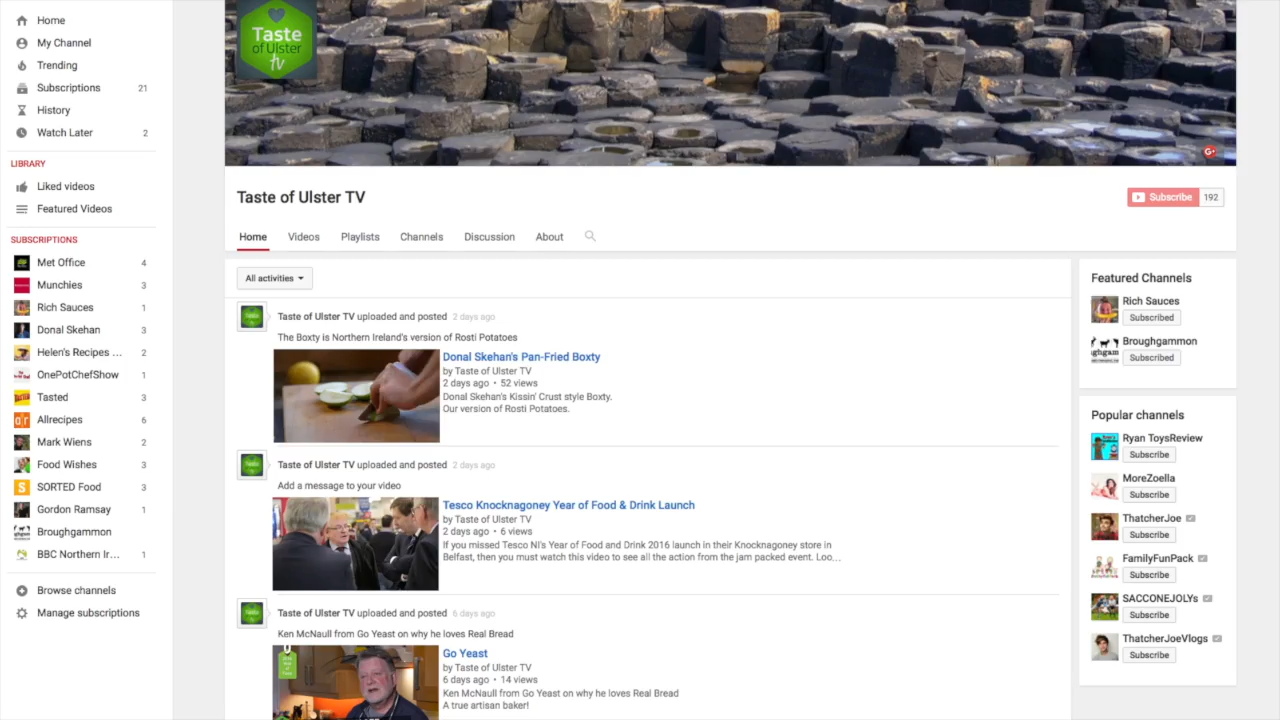 Home
My Channel
Trending
Subscriptions 21
History
Watch Later 2
LIBRARY
Liked videos
Featured Videos
SUBSCRIPTIONS
Met Office 4
Munchies 3
Rich Sauces 1
Donal Skehan 3
Helen's Recipes ... 2
OnePotChefShow 1
Tasted 3
Allrecipes 6
Mark Wiens 2
Food Wishes 3
SORTED Food 3
Gordon Ramsay 1
Broughgammon
BBC Northern Ir... 1
Browse channels
Manage subscriptions
Taste
of Ulster
tv
Taste of Ulster TV
Subscribe 192
Home Videos Playlists Channels Discussion About
All activities
Taste of Ulster TV uploaded and posted 2 days ago
The Boxty is Northern Ireland's version of Rosti Potatoes
Donal Skehan's Pan-Fried Boxty
by Taste of Ulster TV
2 days ago • 52 views
Donal Skehan's Kissin' Crust style Boxty.
Our version of Rosti Potatoes.
Taste of Ulster TV uploaded and posted 2 days ago
Add a message to your video
Tesco Knocknagoney Year of Food & Drink Launch
by Taste of Ulster TV
2 days ago • 6 views
If you missed Tesco NI's Year of Food and Drink 2016 launch in their Knocknagoney store in
Belfast, then you must watch this video to see all the action from the jam packed event. Loo...
Taste of Ulster TV uploaded and posted 6 days ago
Ken McNaull from Go Yeast on why he loves Real Bread
Go Yeast
by Taste of Ulster TV
6 days ago • 14 views
Ken McNaull from Go Yeast on why he loves Real Bread
A true artisan baker!
Featured Channels
Rich Sauces
Subscribed
Broughgammon
Subscribed
Popular channels
Ryan ToysReview
Subscribe
MoreZoella
Subscribe
ThatcherJoe
Subscribe
FamilyFunPack
Subscribe
SACCONEJOLYs
Subscribe
ThatcherJoeVlogs
Subscribe